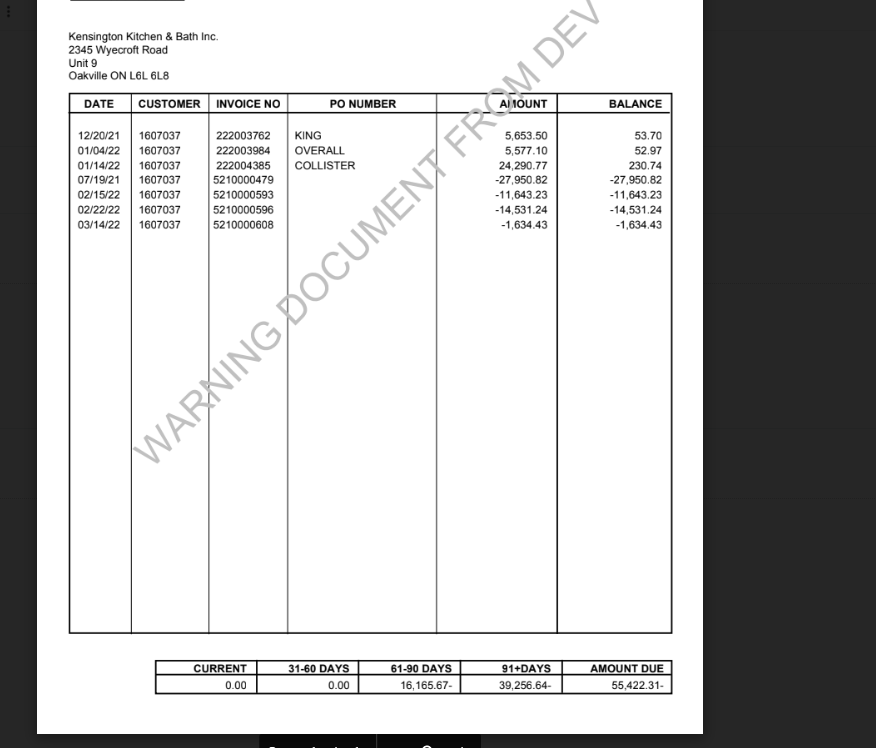 Kensington Kitchen & Bath Inc.
2345 Wyecroft Road
Unit 9
Oakville ON L6L 6L8
DATE CUSTOMER INVOICE NO PO NUMBER AMOUNT BALANCE
12/20/21 1607037 222003762 KING 5,653.50 53.70
01/04/22 1607037 222003984 OVERALL 5,577.10 52.97
01/14/22 1607037 222004385 COLLISTER 24,290.77 230.74
07/19/21 1607037 5210000479 -27,950.82 -27,950.82
02/15/22 1607037 5210000593 -11,643.23 -11,643.23
02/22/22 1607037 5210000596 -14,531.24 -14,531.24
03/14/22 1607037 5210000608 -1,634.43 -1,634.43
WARNING DOCUMENT FROM DEV
CURRENT 31-60 DAYS 61-90 DAYS 91+DAYS AMOUNT DUE
0.00 0.00 16,165.67- 39,256.64- 55,422.31-